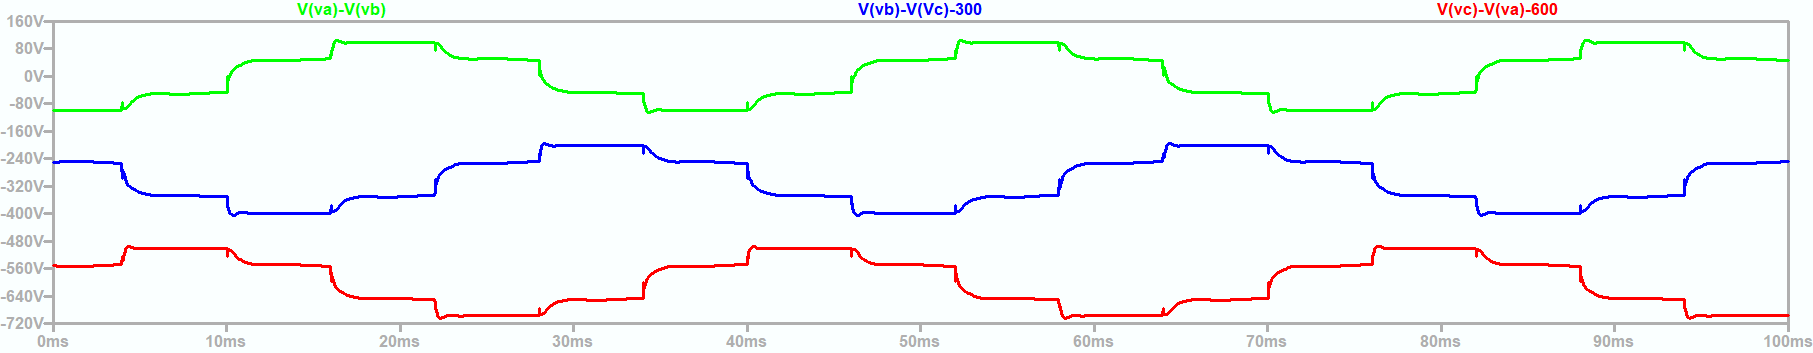 V(va)-V(vb) V(vb)-V(Vc)-300 V(vc)-V(va)-600
160V
80V
0V
-80V
-160V
-240V
-320V
-400V
-480V
-560V
-640V
-720V
0ms 10ms 20ms 30ms 40ms 50ms 60ms 70ms 80ms 90ms 100ms